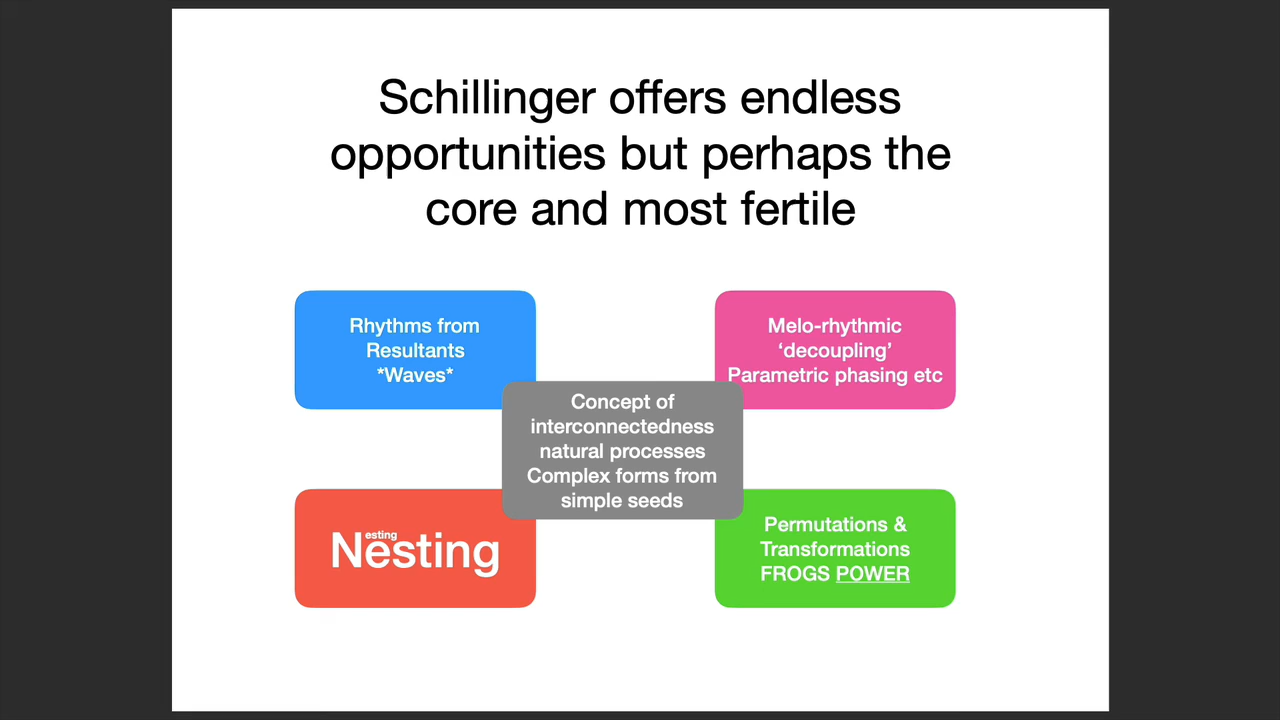 Schillinger offers endless
opportunities but perhaps the
core and most fertile
Rhythms from
Resultants
*Waves*
Melo-rhythmic
‘decoupling’
Parametric phasing etc
Concept of
interconnectedness
natural processes
Complex forms from
simple seeds
esting
Nesting
Permutations &
Transformations
FROGS POWER